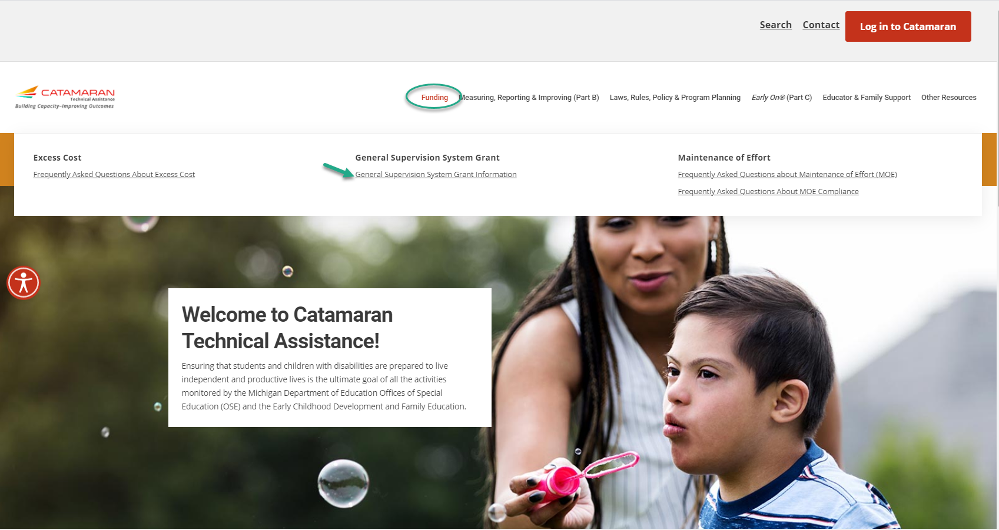 Search Contact Log in to Catamaran
CATAMARAN
Technical Assistance
Building Capacity–Improving Outcomes
Funding Measuring, Reporting & Improving (Part B) Laws, Rules, Policy & Program Planning Early On® (Part C) Educator & Family Support Other Resources
Excess Cost
Frequently Asked Questions About Excess Cost
General Supervision System Grant
General Supervision System Grant Information
Maintenance of Effort
Frequently Asked Questions about Maintenance of Effort (MOE)
Frequently Asked Questions About MOE Compliance
Welcome to Catamaran
Technical Assistance!
Ensuring that students and children with disabilities are prepared to live
independent and productive lives is the ultimate goal of all the activities
monitored by the Michigan Department of Education Offices of Special
Education (OSE) and the Early Childhood Development and Family Education.